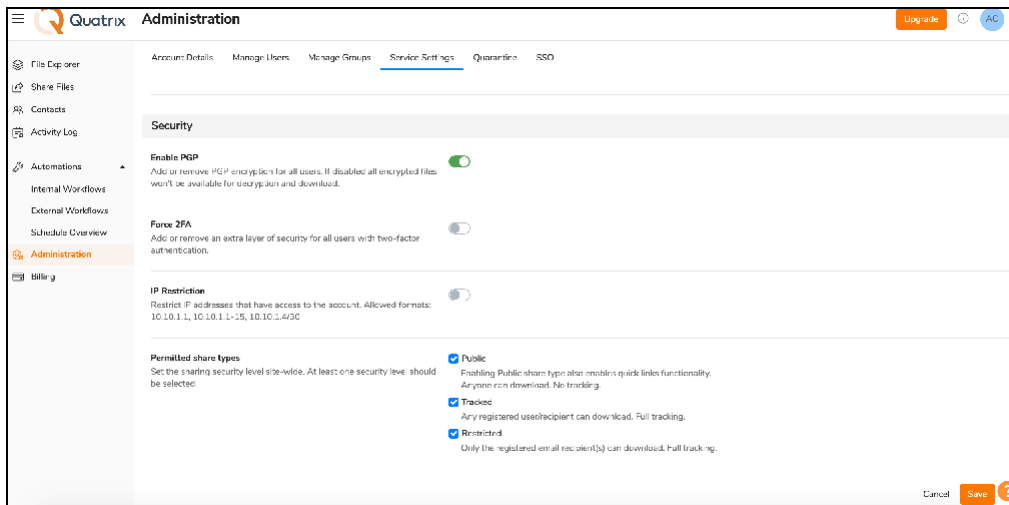 Quatrix
Administration
Upgrade
AC
File Explorer
Share Files
Contacts
Activity Log
Automations
Internal Workflows
External Workflows
Schedule Overview
Administration
Billing
Account Details Manage Users Manage Groups Service Settings Quarantine SSO
Security
Enable PGP
Add or remove PGP encryption for all users. If disabled all encrypted files
won't be available for decryption and download.
Force 2FA
Add or remove an extra layer of security for all users with two-factor
authentication.
IP Restriction
Restrict IP addresses that have access to the account. Allowed formats:
10.10.1.1, 10.10.1.1-15, 10.10.1.4/30
Permitted share types
Set the sharing security level site-wide. At least one security level should
be selected.
Public
Enabling Public share type also enables quick links functionality.
Anyone can download. No tracking.
Tracked
Any registered user/recipient can download. Full tracking.
Restricted
Only the registered email recipient(s) can download. Full tracking.
Cancel Save ?